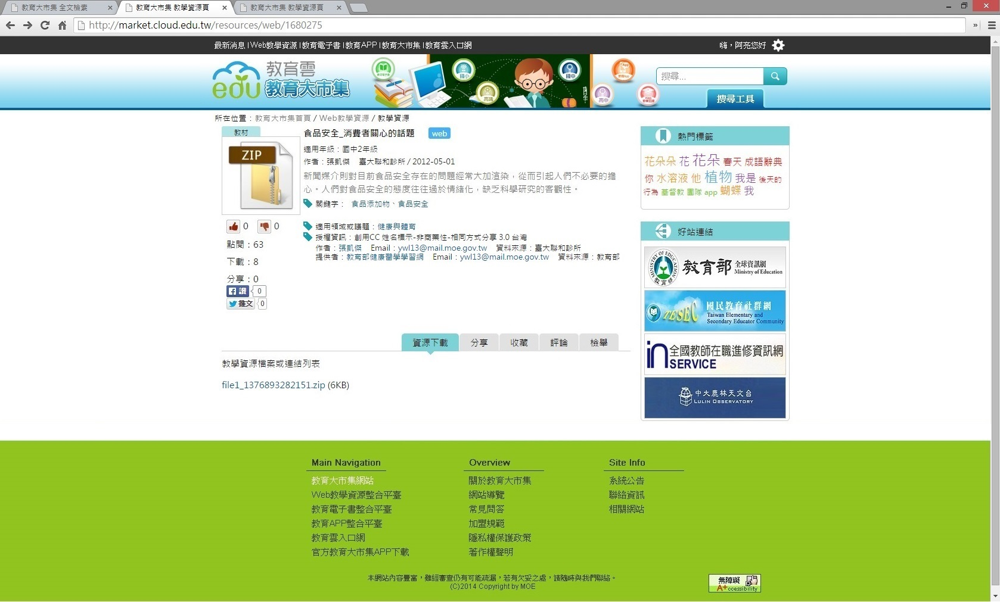 教育大市集 全文檢索
教育大市集 教學資源頁
教育大市集 教學資源頁
http://market.cloud.edu.tw/resources/web/1680275
最新消息 | Web教學資源 | 教育電子書 | 教育APP | 教育大市集 | 教育雲入口網
嗨，阿亮您好
教育雲
edu 教育大市集
國小
國中
高職
高中
搜尋...
搜尋工具
所在位置：教育大市集首頁 / Web教學資源 / 教學資源
教材
ZIP
食品安全_消費者關心的話題 web
適用年級：國中2年級
作者：張凱傑 臺大聯和診所 / 2012-05-01
新聞媒介則對目前食品安全存在的問題經常大加渲染，從而引起人們不必要的擔
心。人們對食品安全的態度往往過於情緒化，缺乏科學研究的客觀性。
關鍵字： 食品添加物、食品安全
適用領域或議題：健康與體育
授權資訊：創用CC 姓名標示-非商業性-相同方式分享 3.0 台灣
作者：張凱傑 Email：ywl13@mail.moe.gov.tw 資料來源：臺大聯和診所
提供者：教育部健康醫學學習網 Email：ywl13@mail.moe.gov.tw 資料來源：教育部
0 0
點閱：63
下載：8
分享：0
讚 0
推文 0
資源下載 分享 收藏 評論 檢舉
教學資源檔案或連結列表
file1_1376893282151.zip (6KB)
熱門標籤
花朵朵 花 花朵 春天 成語辭典
你 水溶液 他 植物 我是 後天的
行為 基督教 團隊 app 蝴蝶 我
好站連結
MINISTRY OF EDUCATION
教育部
教育部 全球資訊網
Ministry of Education
TESEC 國民教育社群網
Taiwan Elementary and
Secondary Educator Community
in 全國教師在職進修資訊網
SERVICE
中大鹿林天文台
LULIN OBSERVATORY
Main Navigation
教育大市集網站
Web教學資源整合平臺
教育電子書整合平臺
教育APP整合平臺
教育雲入口網
官方教育大市集APP下載
Overview
關於教育大市集
網站導覽
常見問答
加盟規範
隱私權保護政策
著作權聲明
Site Info
系統公告
聯絡資訊
相關網站
本網站內容豐富，雖經審查仍有可能疏漏，若有欠妥之處，請隨時與我們聯絡。
(C)2014 Copyright by MOE
無障礙
A+ccessibility